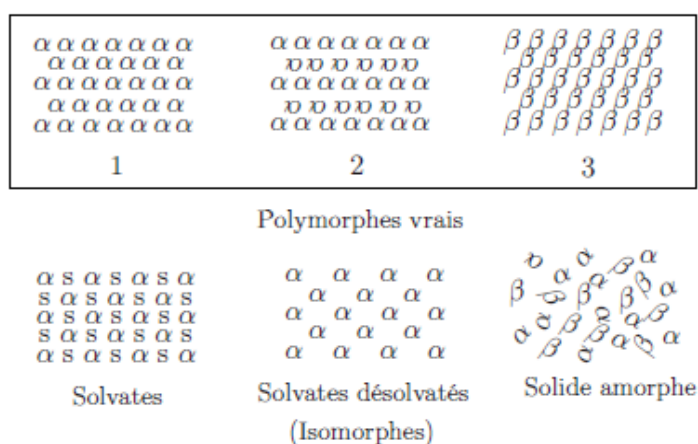 α α α α α α α
α α α α α α
α α α α α α α
α α α α α α
α α α α α α α
1
α α α α α α α
α α α α α α
α α α α α α α
α α α α α α
α α α α α α α
2
β β β β β β β
β β β β β β
β β β β β β β
β β β β β β
β β β β β β β
3
Polymorphes vrais
α s α s α s α
s α s α s α s
α s α s α s α
s α s α s α s
α s α s α s α
Solvates
α α α α
α α α
α α α α
α α α
α α α α
Solvates désolvatés
(Isomorphes)
α α β α
β β α β β β α
α α β β α α β
β α α β α
Solide amorphe